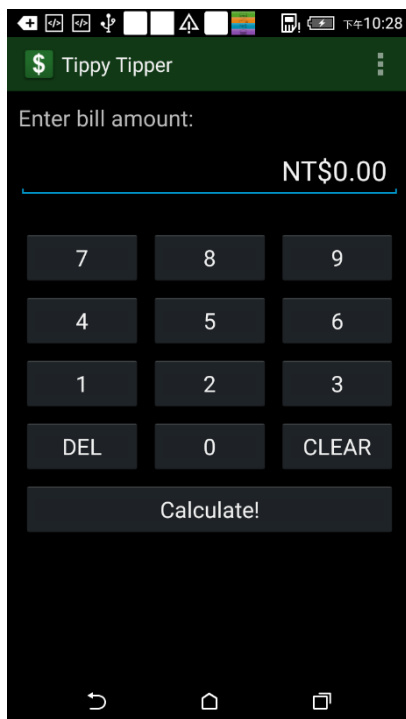 下午10:28
$ Tippy Tipper
Enter bill amount:
NT$0.00
7 8 9
4 5 6
1 2 3
DEL 0 CLEAR
Calculate!